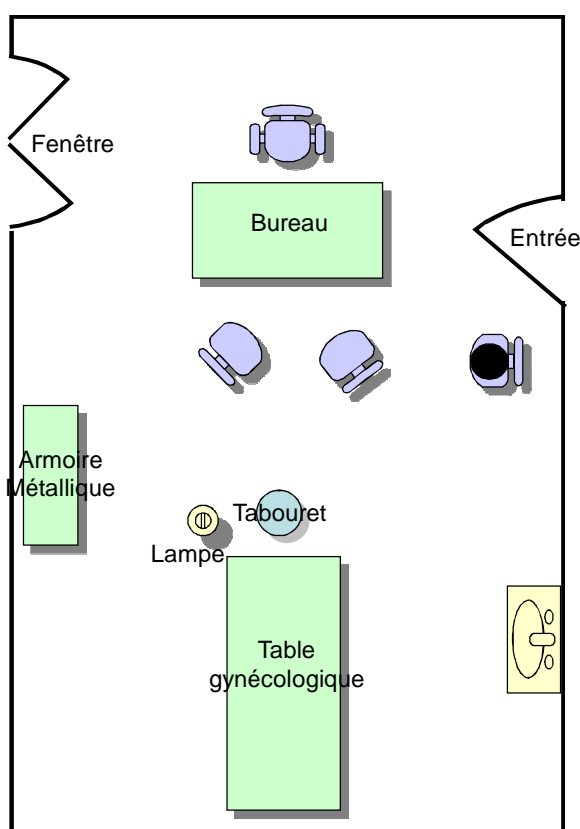 Fenêtre
Bureau
Entrée
Armoire
Métallique
Tabouret
Lampe
Table
gynécologique